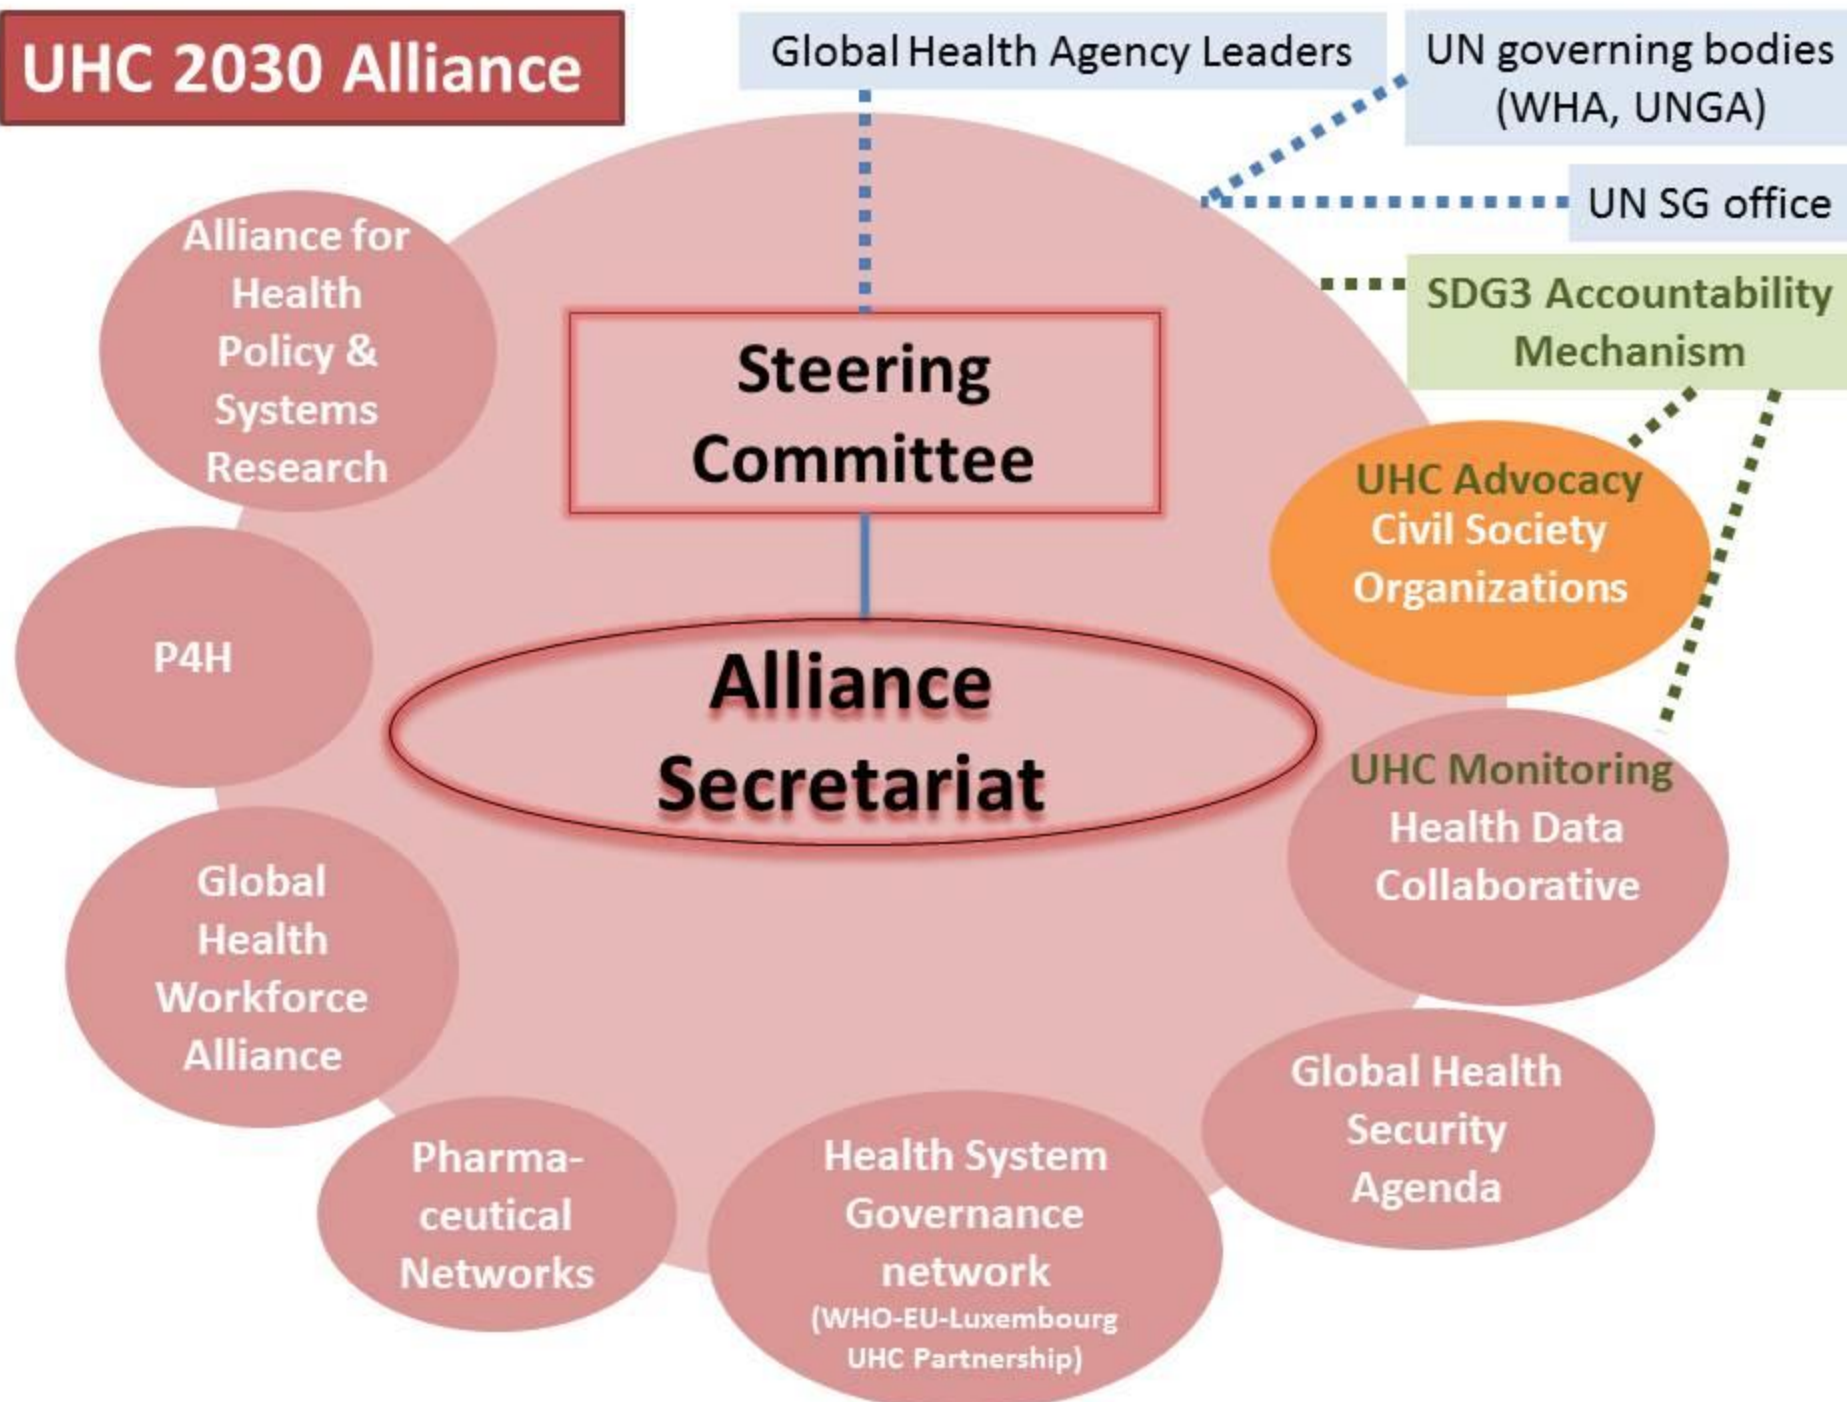 UHC 2030 Alliance
Global Health Agency Leaders
UN governing bodies
(WHA, UNGA)
UN SG office
SDG3 Accountability
Mechanism
Alliance for
Health
Policy &
Systems
Research
Steering
Committee
UHC Advocacy
Civil Society
Organizations
P4H
Alliance
Secretariat
UHC Monitoring
Health Data
Collaborative
Global
Health
Workforce
Alliance
Global Health
Security
Agenda
Pharma-
ceutical
Networks
Health System
Governance
network
(WHO-EU-Luxembourg
UHC Partnership)